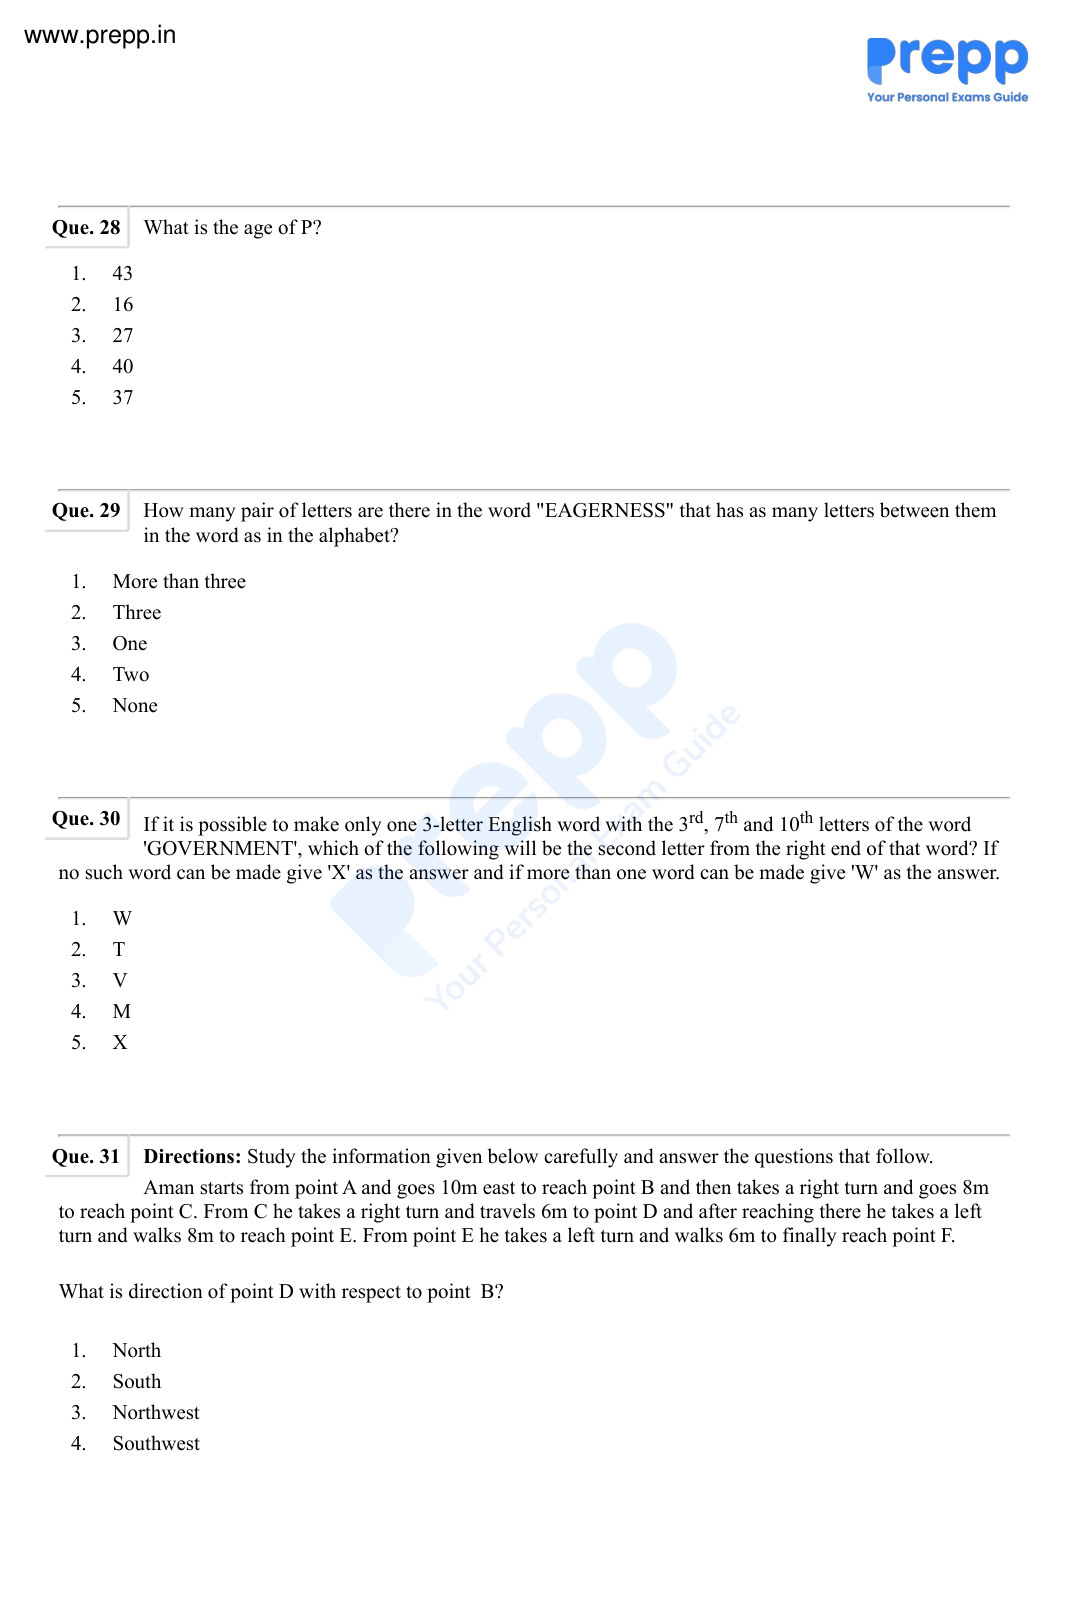 www.prepp.in
prepp
Your Personal Exams Guide
Que. 28 What is the age of P?
1. 43
2. 16
3. 27
4. 40
5. 37
Que. 29 How many pair of letters are there in the word "EAGERNESS" that has as many letters between them
in the word as in the alphabet?
1. More than three
2. Three
3. One
4. Two
5. None
Que. 30 If it is possible to make only one 3-letter English word with the 3rd, 7th and 10th letters of the word
'GOVERNMENT', which of the following will be the second letter from the right end of that word? If
no such word can be made give 'X' as the answer and if more than one word can be made give 'W' as the answer.
1. W
2. T
3. V
4. M
5. X
prepp
Your Personal Exam Guide
Que. 31 Directions: Study the information given below carefully and answer the questions that follow.
Aman starts from point A and goes 10m east to reach point B and then takes a right turn and goes 8m
to reach point C. From C he takes a right turn and travels 6m to point D and after reaching there he takes a left
turn and walks 8m to reach point E. From point E he takes a left turn and walks 6m to finally reach point F.
What is direction of point D with respect to point  B?
1. North
2. South
3. Northwest
4. Southwest